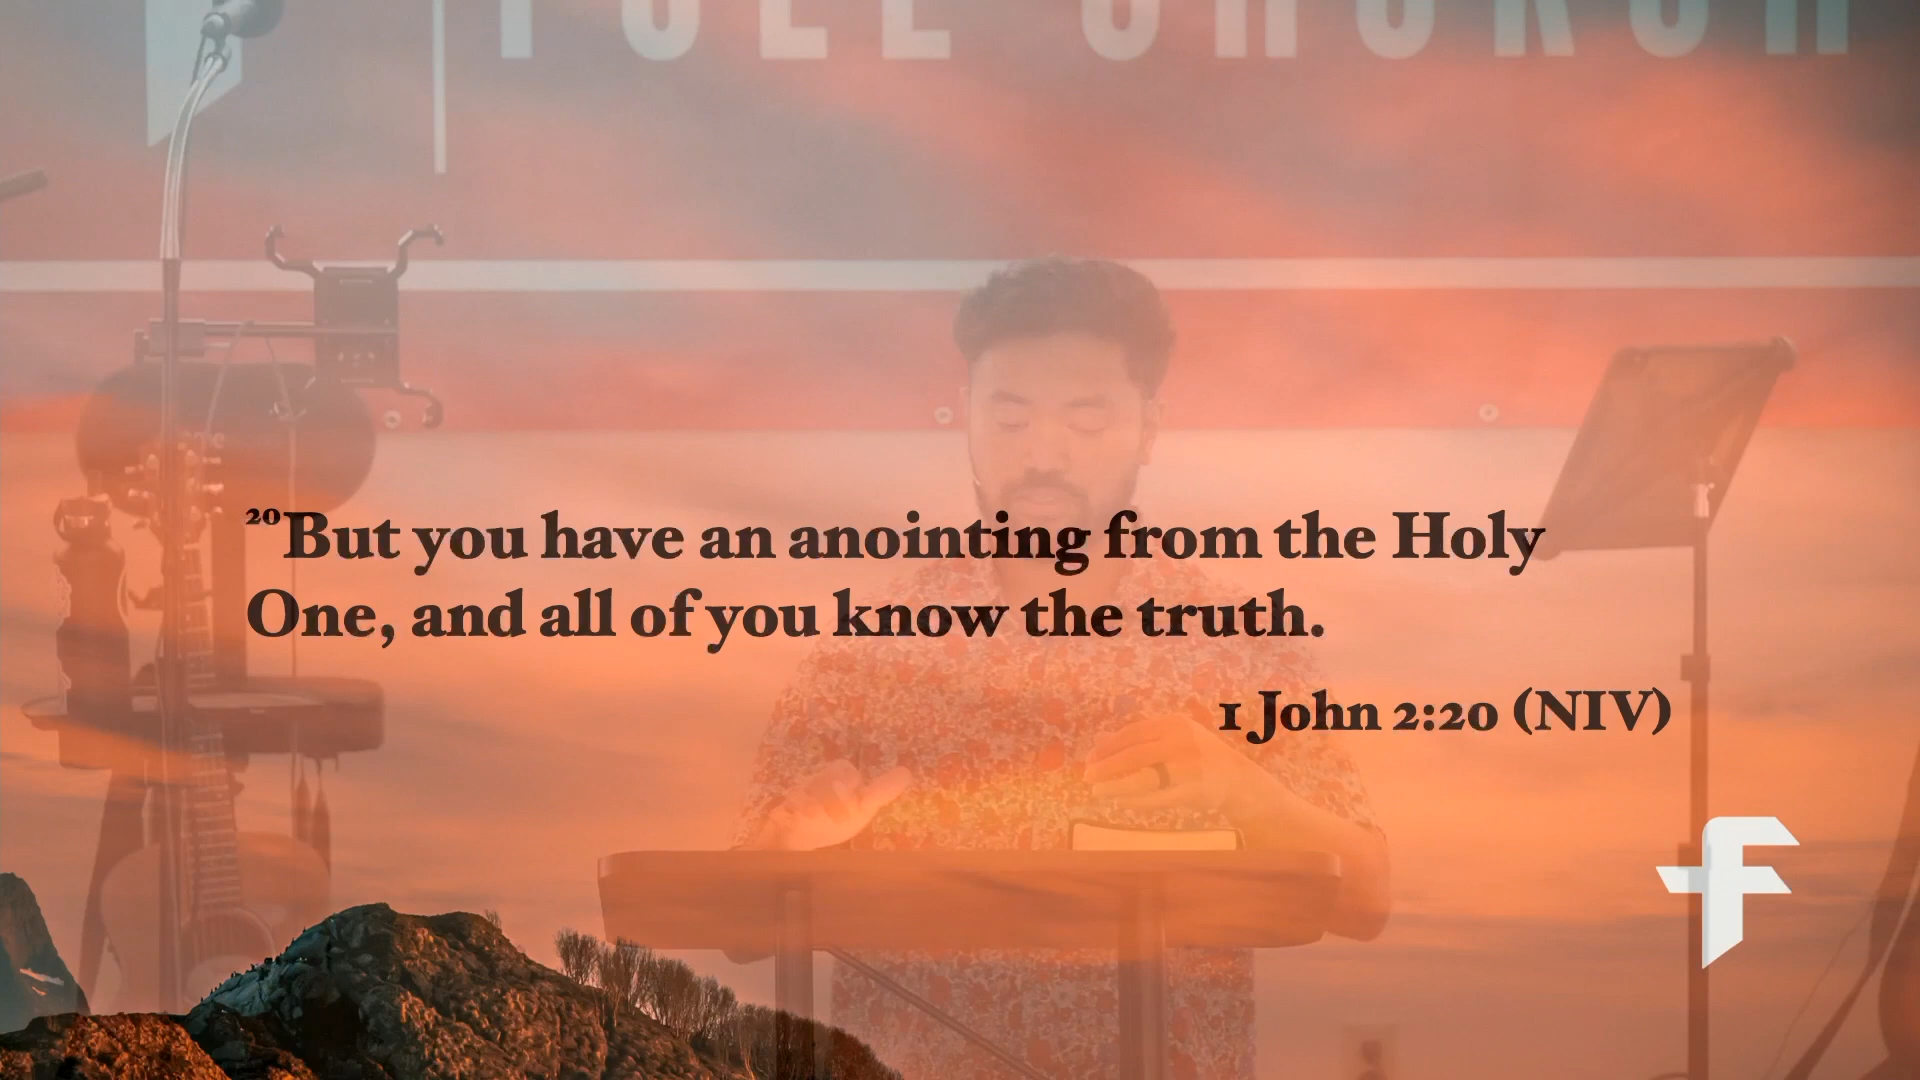 CHURCH
²⁰But you have an anointing from the Holy
One, and all of you know the truth.
1 John 2:20 (NIV)